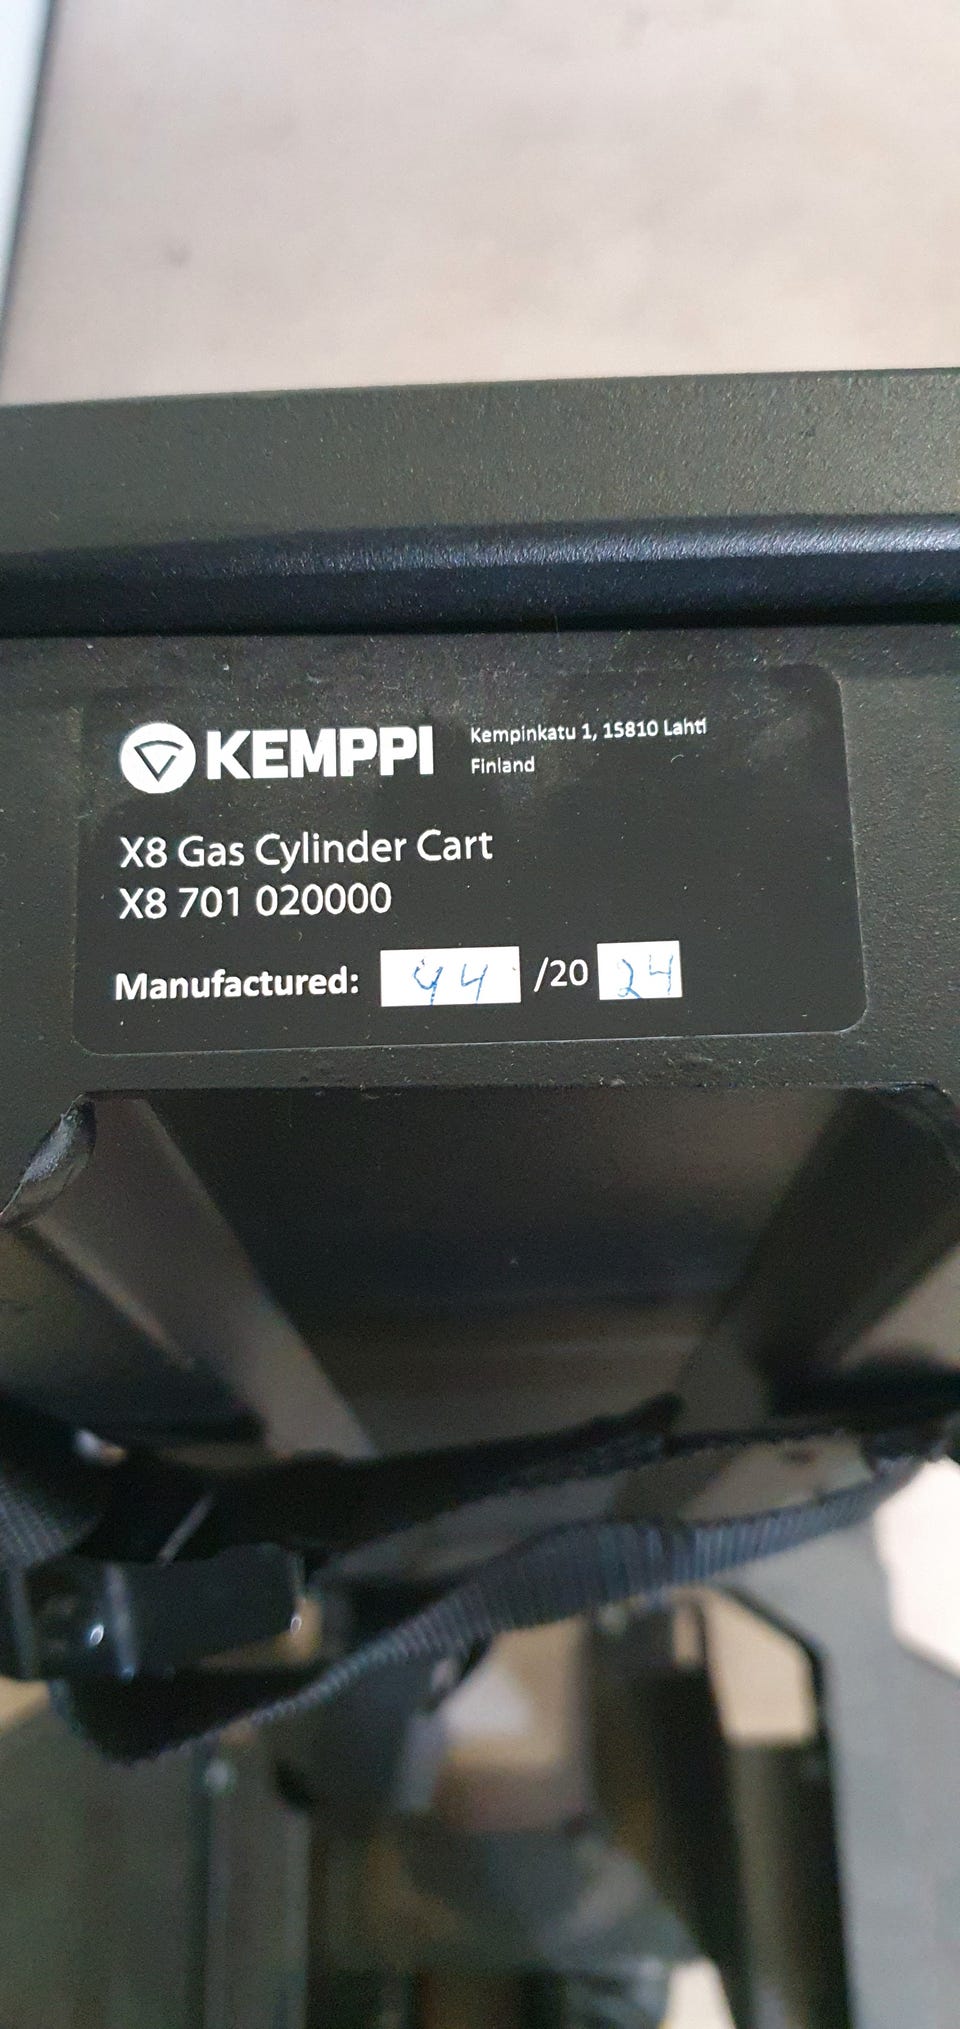 KEMPPI
Kempinkatu 1, 15810 Lahti
Finland
X8 Gas Cylinder Cart
X8 701 020000
Manufactured: 44 /20 24